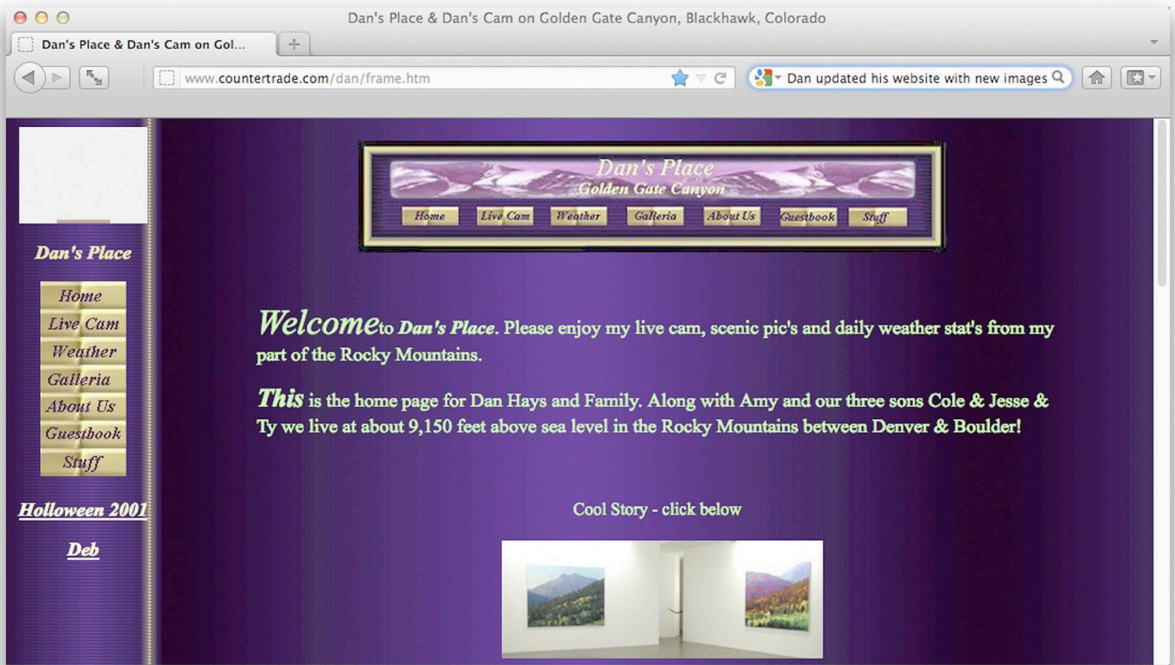 Dan's Place & Dan's Cam on Golden Gate Canyon, Blackhawk, Colorado
Dan's Place & Dan's Cam on Gol...
www.countertrade.com/dan/frame.htm
Dan updated his website with new images
Dan's Place
Golden Gate Canyon
Home Live Cam Weather Galleria About Us Guestbook Stuff
Dan's Place
Home
Live Cam
Weather
Galleria
About Us
Guestbook
Stuff
Holloween 2001
Deb
Welcome to Dan's Place. Please enjoy my live cam, scenic pic's and daily weather stat's from my
part of the Rocky Mountains.
This is the home page for Dan Hays and Family. Along with Amy and our three sons Cole & Jesse &
Ty we live at about 9,150 feet above sea level in the Rocky Mountains between Denver & Boulder!
Cool Story - click below